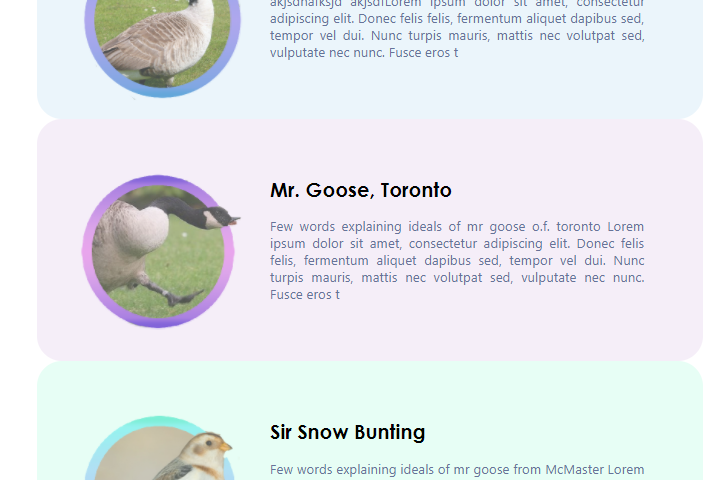 akjsdhalksjd akjsdfLorem ipsum dolor sit amet, consectetur
adipiscing elit. Donec felis felis, fermentum aliquet dapibus sed,
tempor vel dui. Nunc turpis mauris, mattis nec volutpat sed,
vulputate nec nunc. Fusce eros t
Mr. Goose, Toronto
Few words explaining ideals of mr goose o.f. toronto Lorem
ipsum dolor sit amet, consectetur adipiscing elit. Donec felis
felis, fermentum aliquet dapibus sed, tempor vel dui. Nunc
turpis mauris, mattis nec volutpat sed, vulputate nec nunc.
Fusce eros t
Sir Snow Bunting
Few words explaining ideals of mr goose from McMaster Lorem